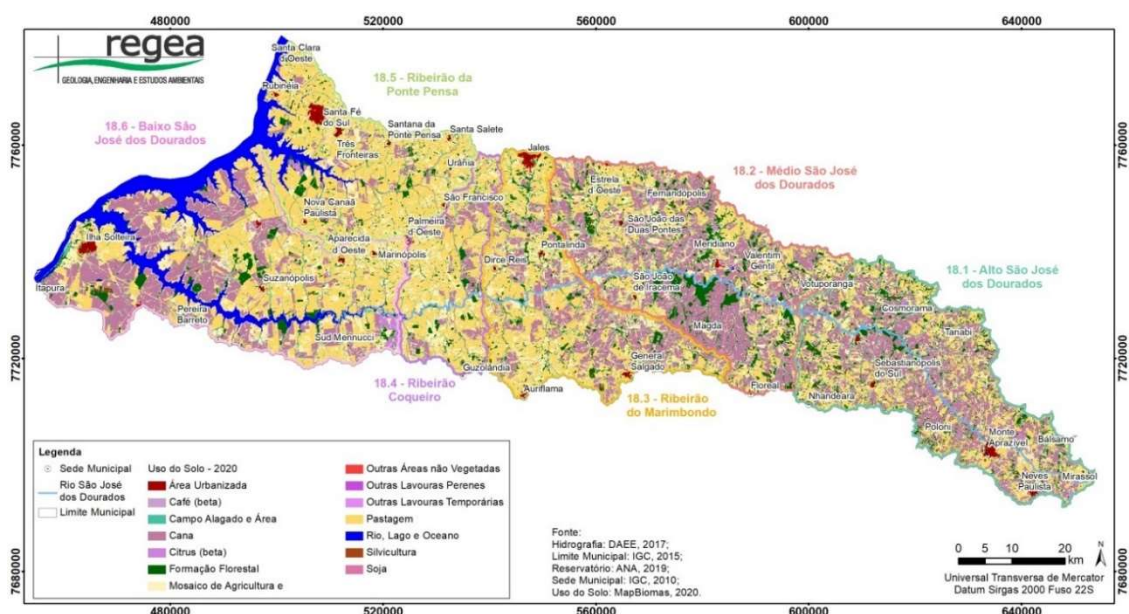 480000 520000 560000 600000 640000
regea
GEOLOGIA, ENGENHARIA E ESTUDOS AMBIENTAIS
Santa Clara
d Oeste
Rubinéia
18.5 - Ribeirão da
Ponte Pensa
Santa Fé
do Sul
Santana da
Ponte Pensa
Santa Salete
Três
Fronteiras
18.6 - Baixo São
José dos Dourados
7760000
7760000
Urânia
Jales
18.2 - Médio São José
dos Dourados
Estrela
d Oeste
Fernandópolis
Nova Canaã
Paulista
São Francisco
Palmeira
d Oeste
São João das
Duas Pontes
Ilha Solteira
Aparecida
d Oeste
Marinópolis
Pontalinda
Meridiano
Valentim
Gentil
Dirce Reis
Suzanápolis
São João
de Iracema
Votuporanga
18.1 - Alto São José
dos Dourados
Itapura
Pereira
Barreto
Cosmorama
Sud Mennucci
Magda
Tanabi
7720000
7720000
Guzolândia
General
Salgado
Sebastianópolis
do Sul
18.4 - Ribeirão
Coqueiro
Auriflama
Floreal
Nhandeara
18.3 - Ribeirão
do Marimbondo
Poloni
Monte
Aprazível
Bálsamo
Neves
Paulista
Mirassol
Legenda
Sede Municipal
Rio São José
dos Dourados
Limite Municipal
Uso do Solo - 2020
Área Urbanizada
Café (beta)
Campo Alagado e Área
Cana
Citrus (beta)
Formação Florestal
Mosaico de Agricultura e
Outras Áreas não Vegetadas
Outras Lavouras Perenes
Outras Lavouras Temporárias
Pastagem
Rio, Lago e Oceano
Silvicultura
Soja
Fonte:
Hidrografia: DAEE, 2017;
Limite Municipal: IGC, 2015;
Reservatório: ANA, 2019;
Sede Municipal: IGC, 2010;
Uso do Solo: MapBiomas, 2020.
0 5 10 20
km
N
Universal Transversa de Mercator
Datum Sirgas 2000 Fuso 22S
7680000
7680000
480000 520000 560000 600000 640000